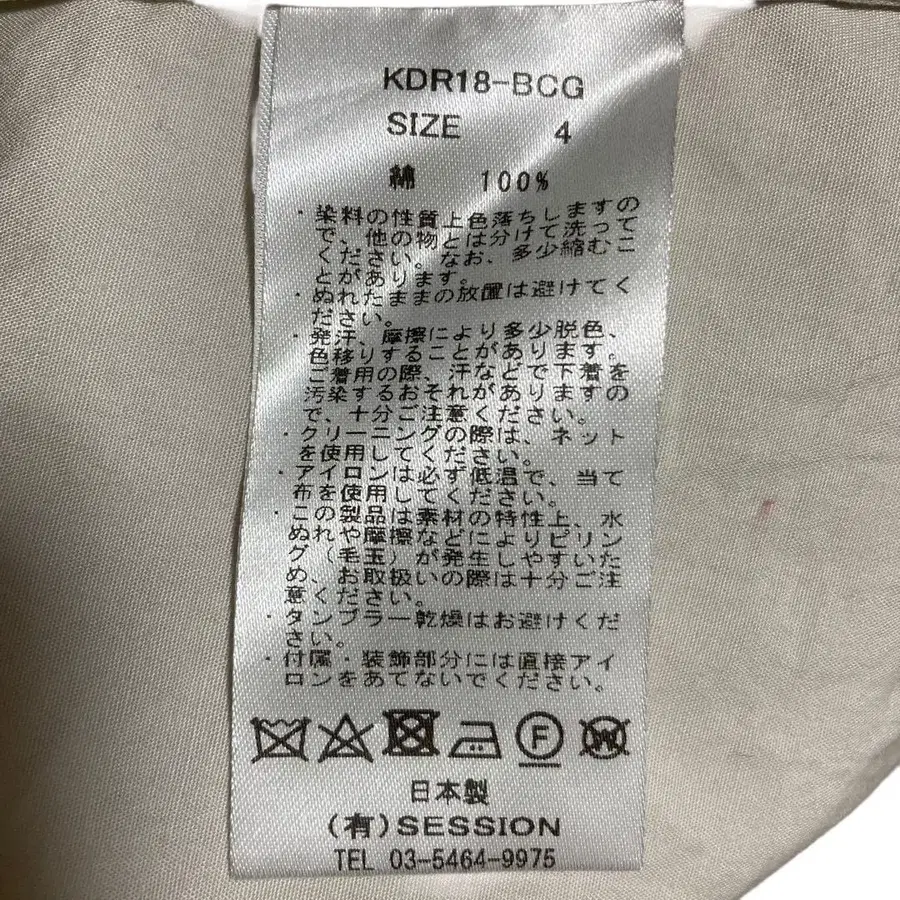 KDR18-BCG
SIZE 4
綿 100%
・染料の性質上色落ちしますの
で、他の物とは分けて洗って
ください。なお、多少縮むこ
とがあります。
・ぬれたままの放置は避けてく
ださい。
・発汗、摩擦により多少脱色、
色移りすることがあります。
ご着用の際、汗などで下着を
汚染するおそれがありますの
で、十分ご注意ください。
・クリーニングの際は、ネット
を使用してください。
・アイロンは必ず低温で、当て
布を使用してください。
・この製品は素材の特性上、水
ぬれや摩擦などによりピリン
グ(毛玉)が発生しやすいた
め、お取扱いの際は十分ご注
意ください。
・タンブラー乾燥はお避けくだ
さい。
・付属・装飾部分には直接アイ
ロンをあてないでください。
F W
日本製
(有)SESSION
TEL 03-5464-9975